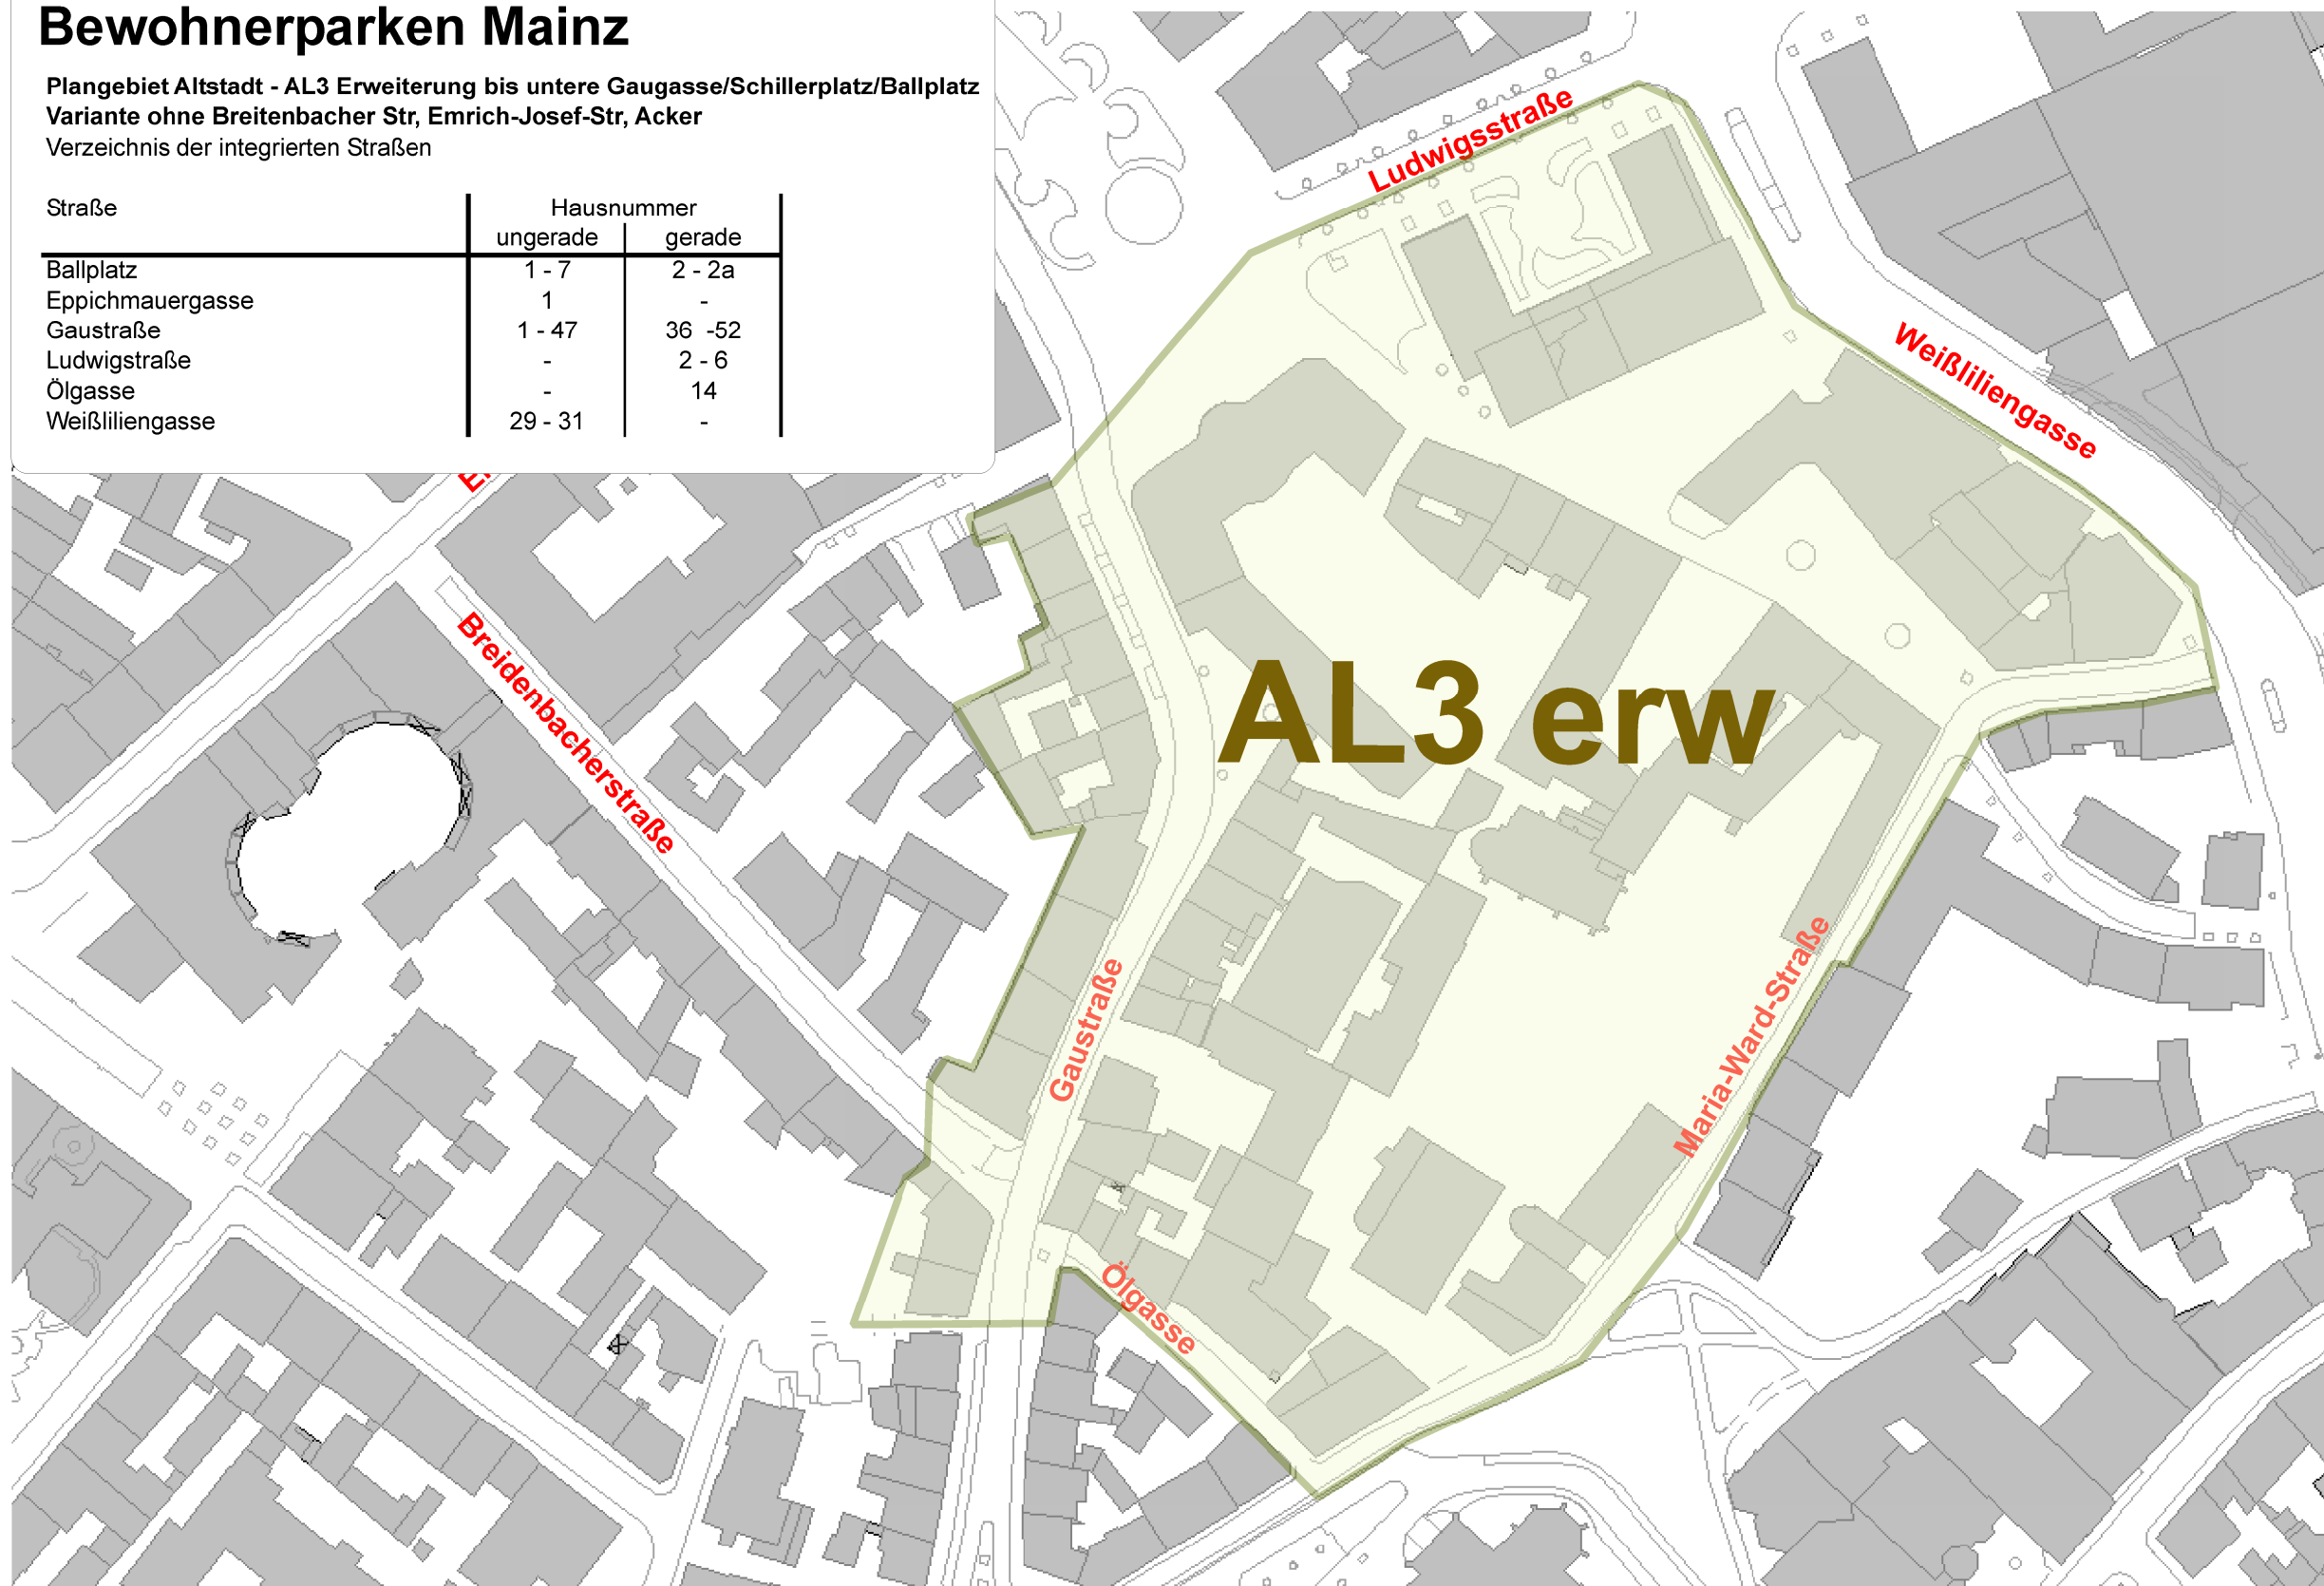 Bewohnerparken Mainz
Plangebiet Altstadt - AL3 Erweiterung bis untere Gaugasse/Schillerplatz/Ballplatz
Variante ohne Breitenbacher Str, Emrich-Josef-Str, Acker
Verzeichnis der integrierten Straßen
Straße Hausnummer
ungerade gerade
Ballplatz 1 - 7 2 - 2a
Eppichmauergasse 1 -
Gaustraße 1 - 47 36 -52
Ludwigstraße - 2 - 6
Ölgasse - 14
Weißliliengasse 29 - 31 -
Ludwigsstraße
Weißliliengasse
E
Breidenbacherstraße
AL3 erw
Gaustraße
Maria-Ward-Straße
Ölgasse